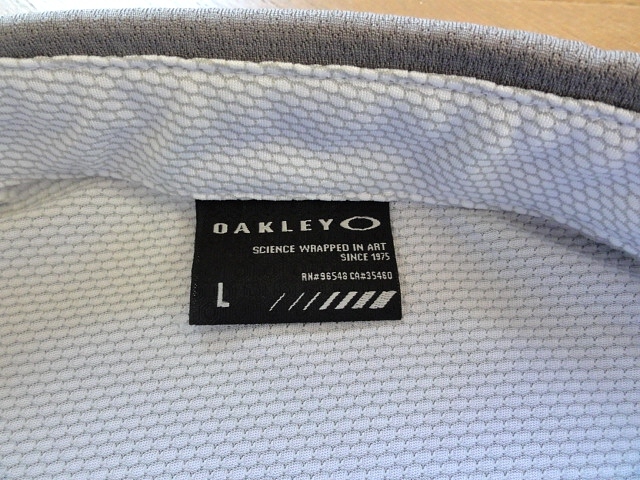 OAKLEY
SCIENCE WRAPPED IN ART
SINCE 1975
RN#96548 CA#35460
L